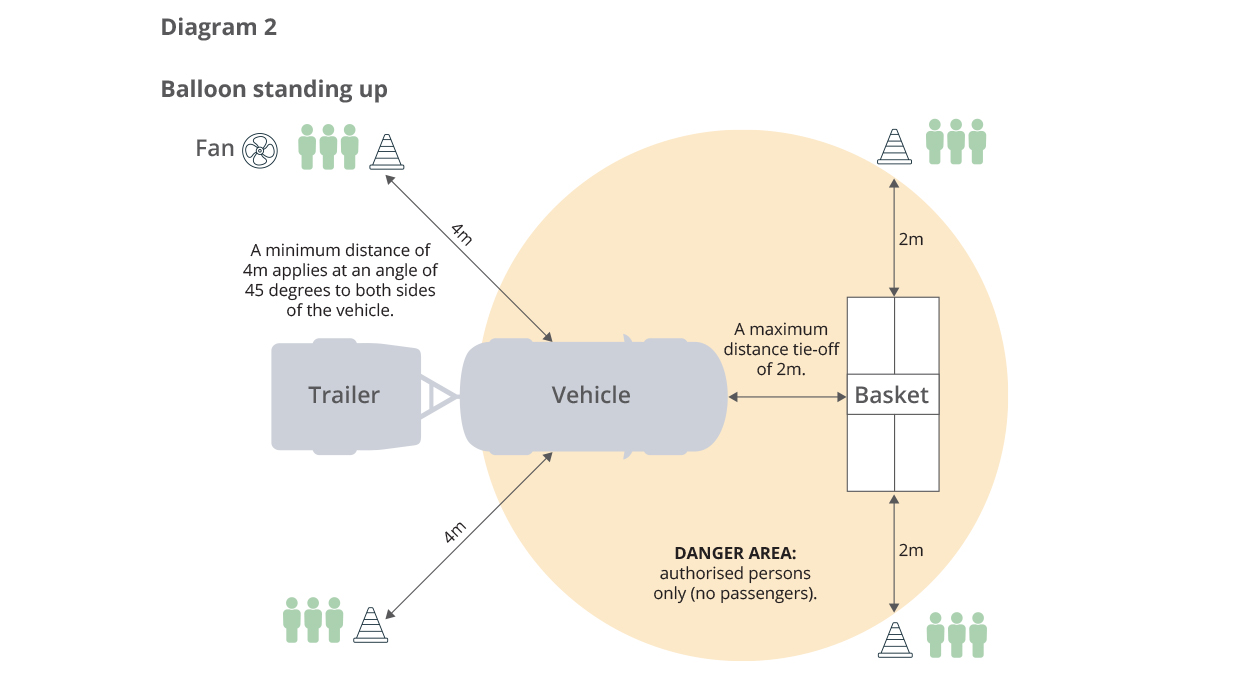 Diagram 2
Balloon standing up
Fan
4m
2m
A minimum distance of
4m applies at an angle of
45 degrees to both sides
of the vehicle.
A maximum
distance tie-off
of 2m.
Trailer
Vehicle
Basket
4m
2m
DANGER AREA:
authorised persons
only (no passengers).